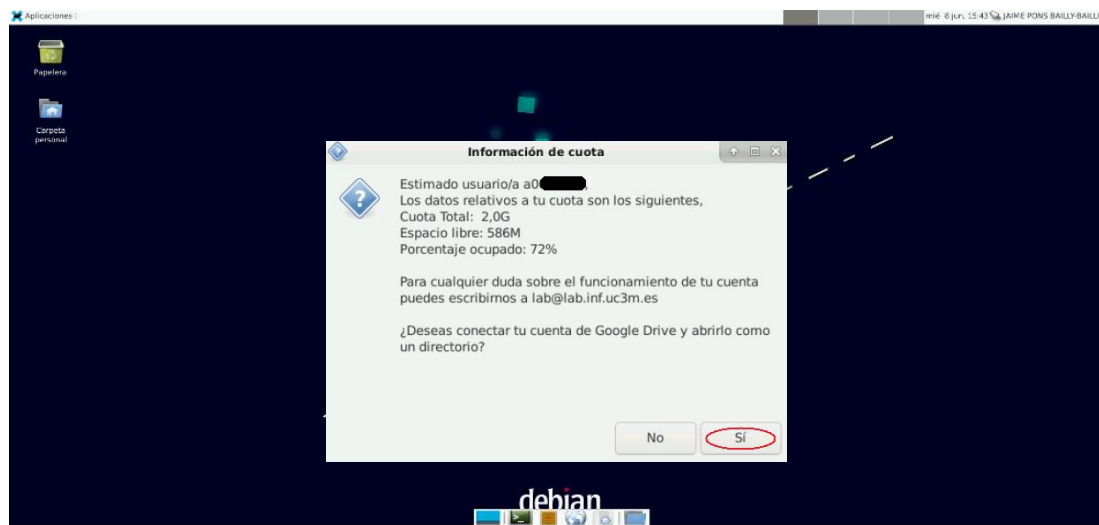 Aplicaciones
mié 8 jun, 15:43 JAIME PONS BAILLY-BAILLI
Papelera
Carpeta
personal
Información de cuota
Estimado usuario/a a0
Los datos relativos a tu cuota son los siguientes,
Cuota Total: 2,0G
Espacio libre: 586M
Porcentaje ocupado: 72%
Para cualquier duda sobre el funcionamiento de tu cuenta
puedes escribirnos a lab@lab.inf.uc3m.es
¿Deseas conectar tu cuenta de Google Drive y abrirlo como
un directorio?
No
Sí
debian